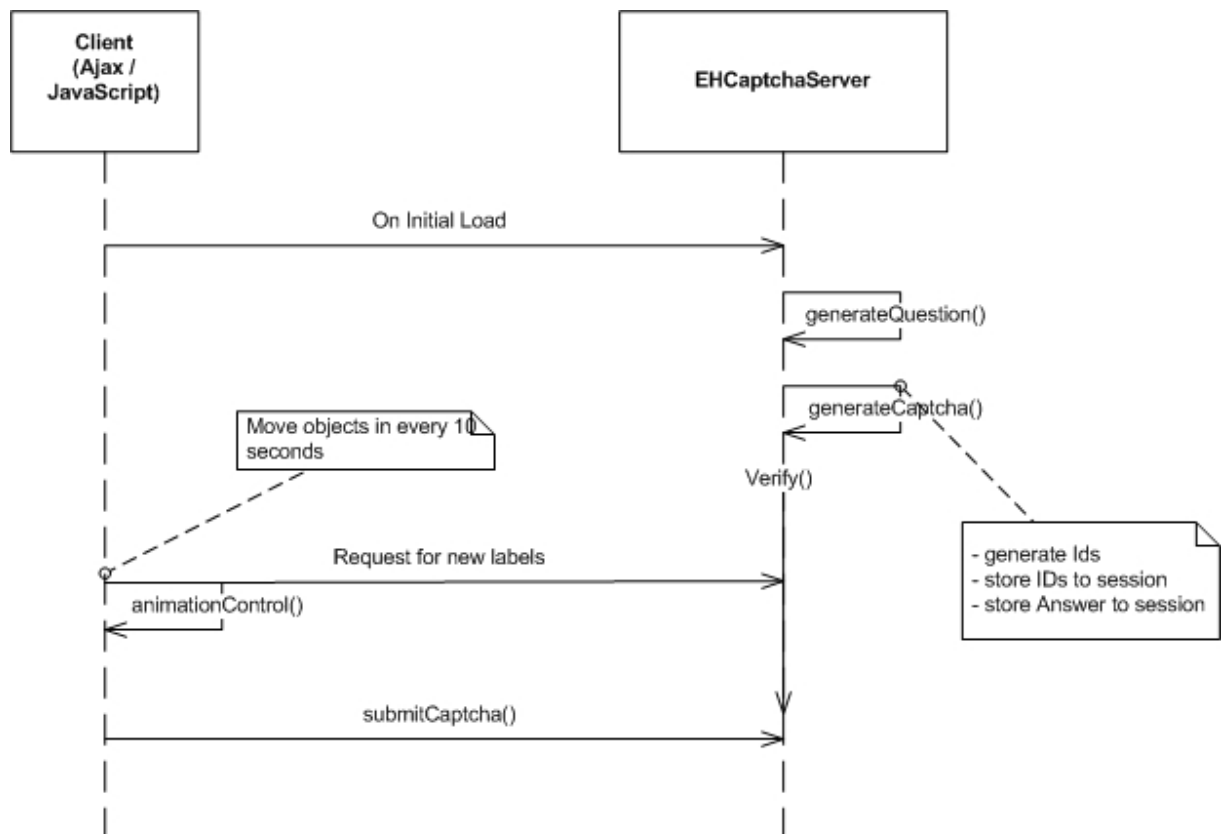 Client
(Ajax /
JavaScript)
EHCaptchaServer
On Initial Load
generateQuestion()
generateCaptcha()
Move objects in every 10
seconds
Verify()
Request for new labels
- generate Ids
- store IDs to session
- store Answer to session
animationControl()
submitCaptcha()